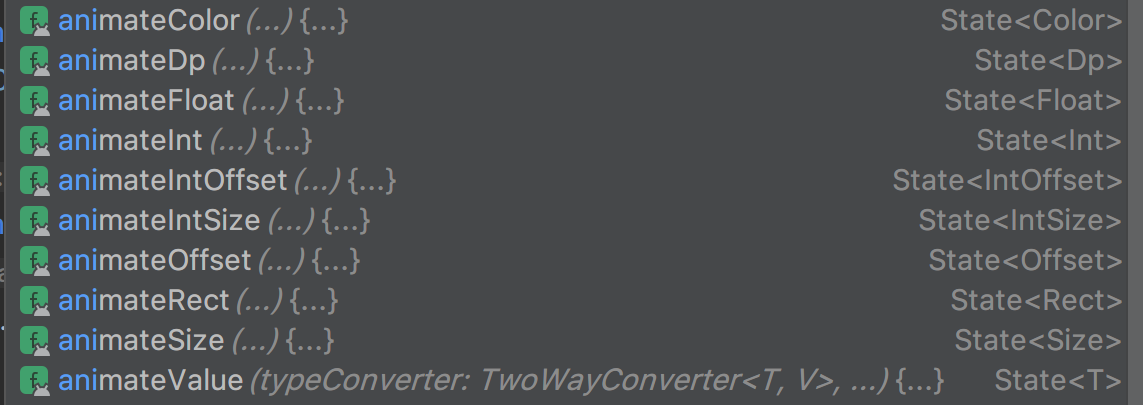 animateColor (...) {...} State<Color>
animateDp (...) {...} State<Dp>
animateFloat (...) {...} State<Float>
animateInt (...) {...} State<Int>
animateIntOffset (...) {...} State<IntOffset>
animateIntSize (...) {...} State<IntSize>
animateOffset (...) {...} State<Offset>
animateRect (...) {...} State<Rect>
animateSize (...) {...} State<Size>
animateValue (typeConverter: TwoWayConverter<T, V>, ...) {...} State<T>